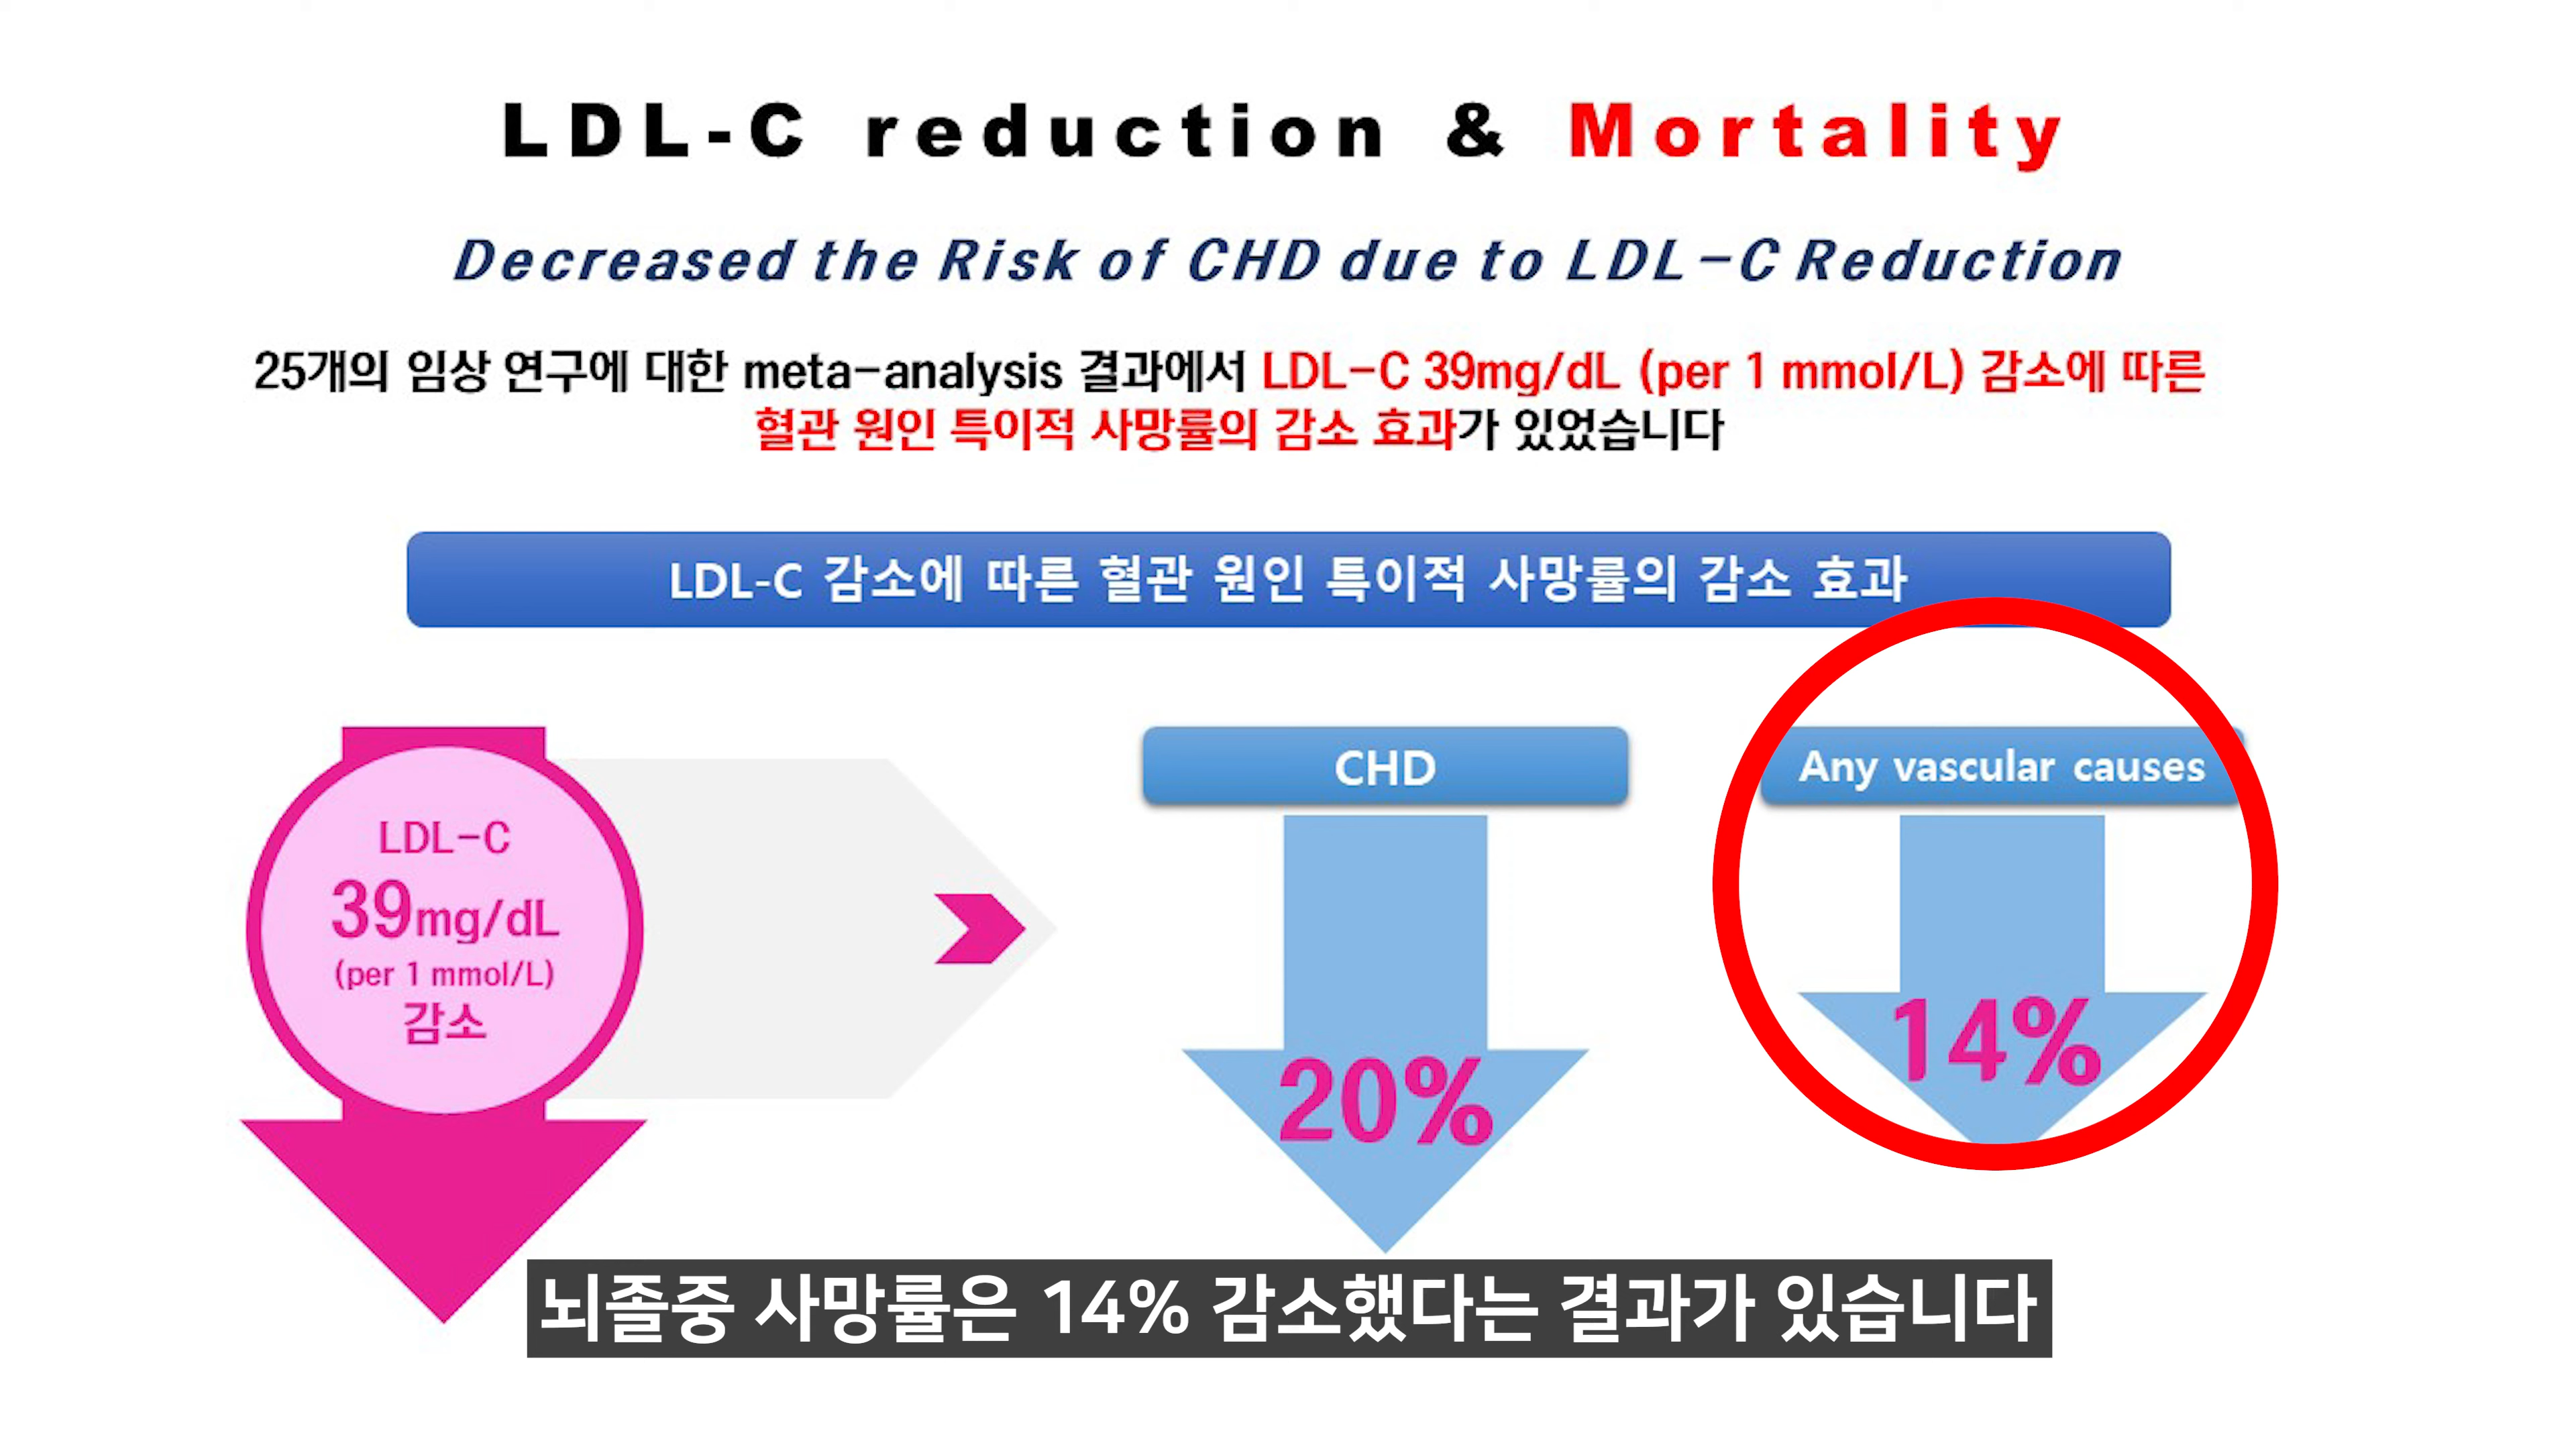 LDL-C reduction & Mortality
Decreased the Risk of CHD due to LDL-C Reduction
25개의 임상 연구에 대한 meta-analysis 결과에서 LDL-C 39mg/dL (per 1 mmol/L) 감소에 따른
혈관 원인 특이적 사망률의 감소 효과가 있었습니다
LDL-C 감소에 따른 혈관 원인 특이적 사망률의 감소 효과
LDL-C
39mg/dL
(per 1 mmol/L)
감소
CHD
20%
Any vascular causes
14%
뇌졸중 사망률은 14% 감소했다는 결과가 있습니다